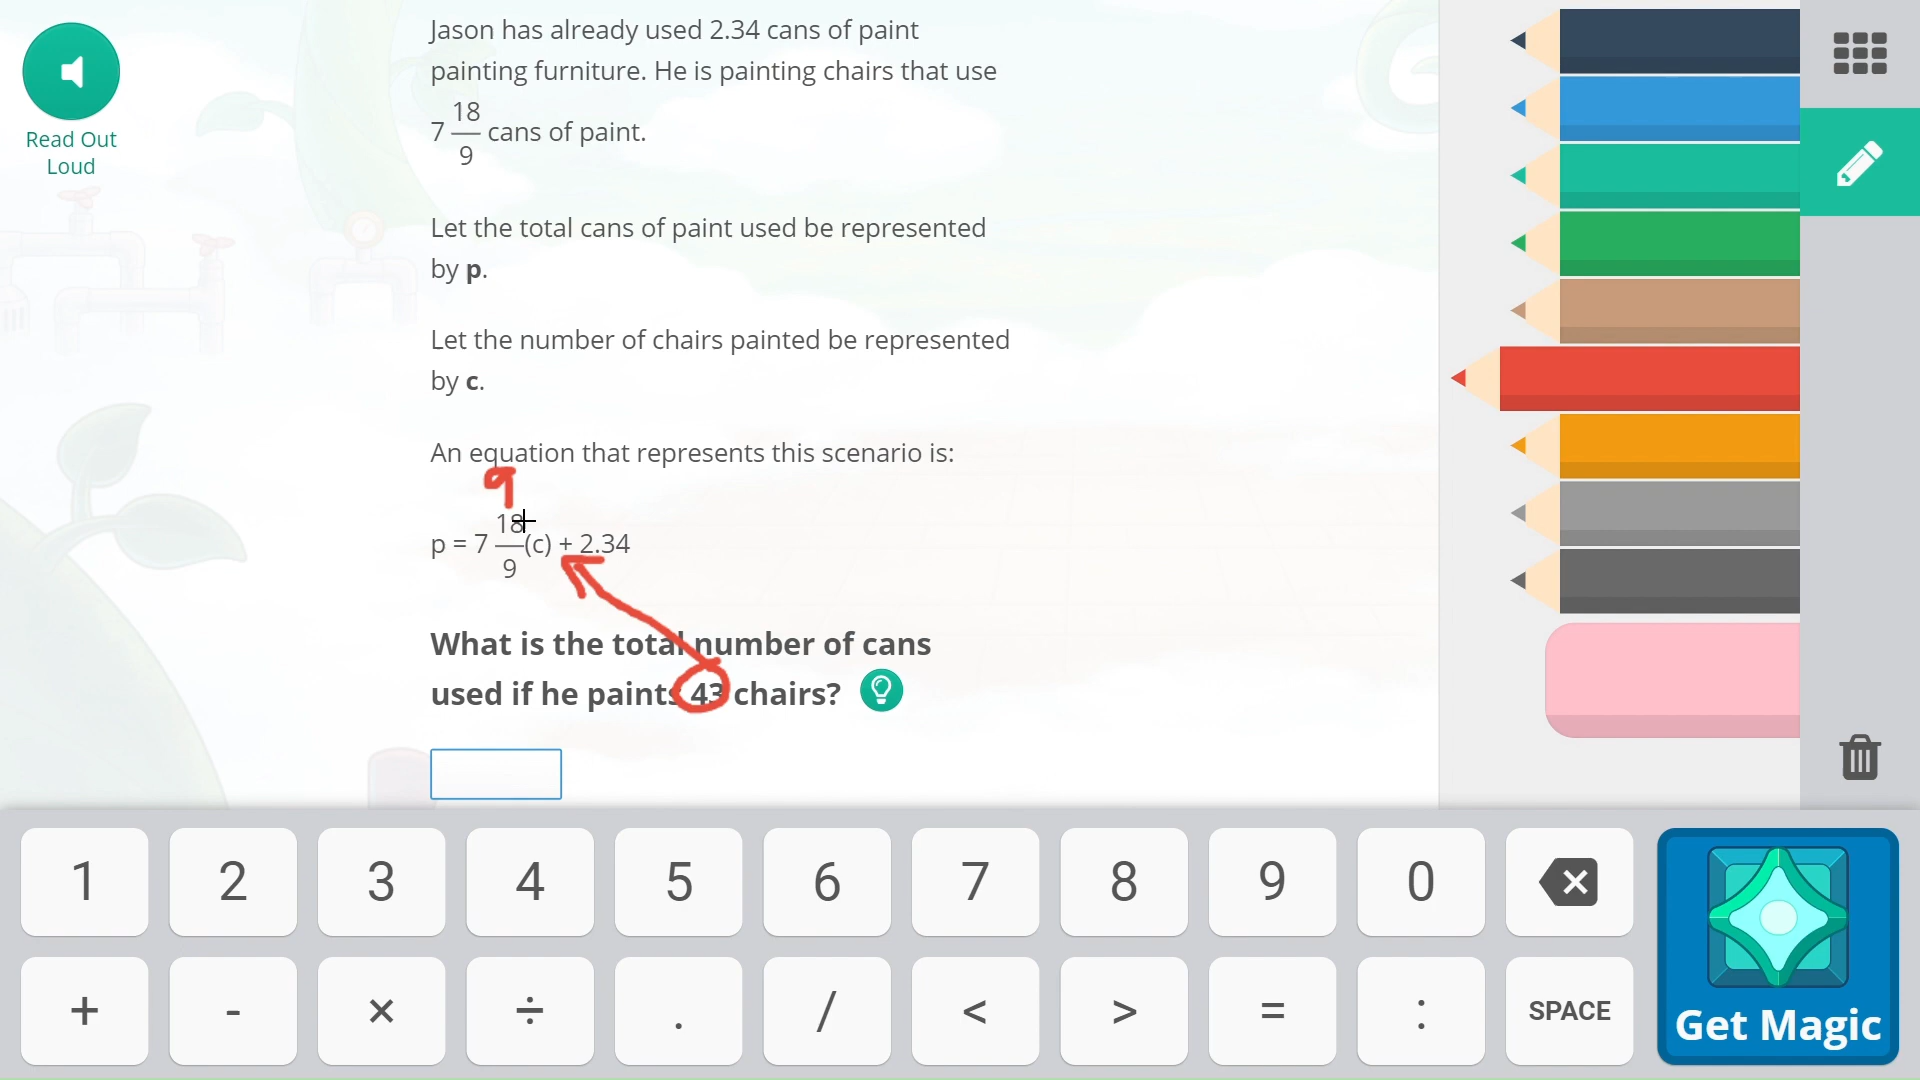 Jason has already used 2.34 cans of paint
painting furniture. He is painting chairs that use
7 18/9 cans of paint.
Read Out
Loud
Let the total cans of paint used be represented
by p.
Let the number of chairs painted be represented
by c.
An equation that represents this scenario is:
9
p = 7 18/9 (c) + 2.34
What is the total number of cans
used if he paints 43 chairs?
1 2 3 4 5 6 7 8 9 0
+ - × ÷ . / < > = : SPACE
Get Magic